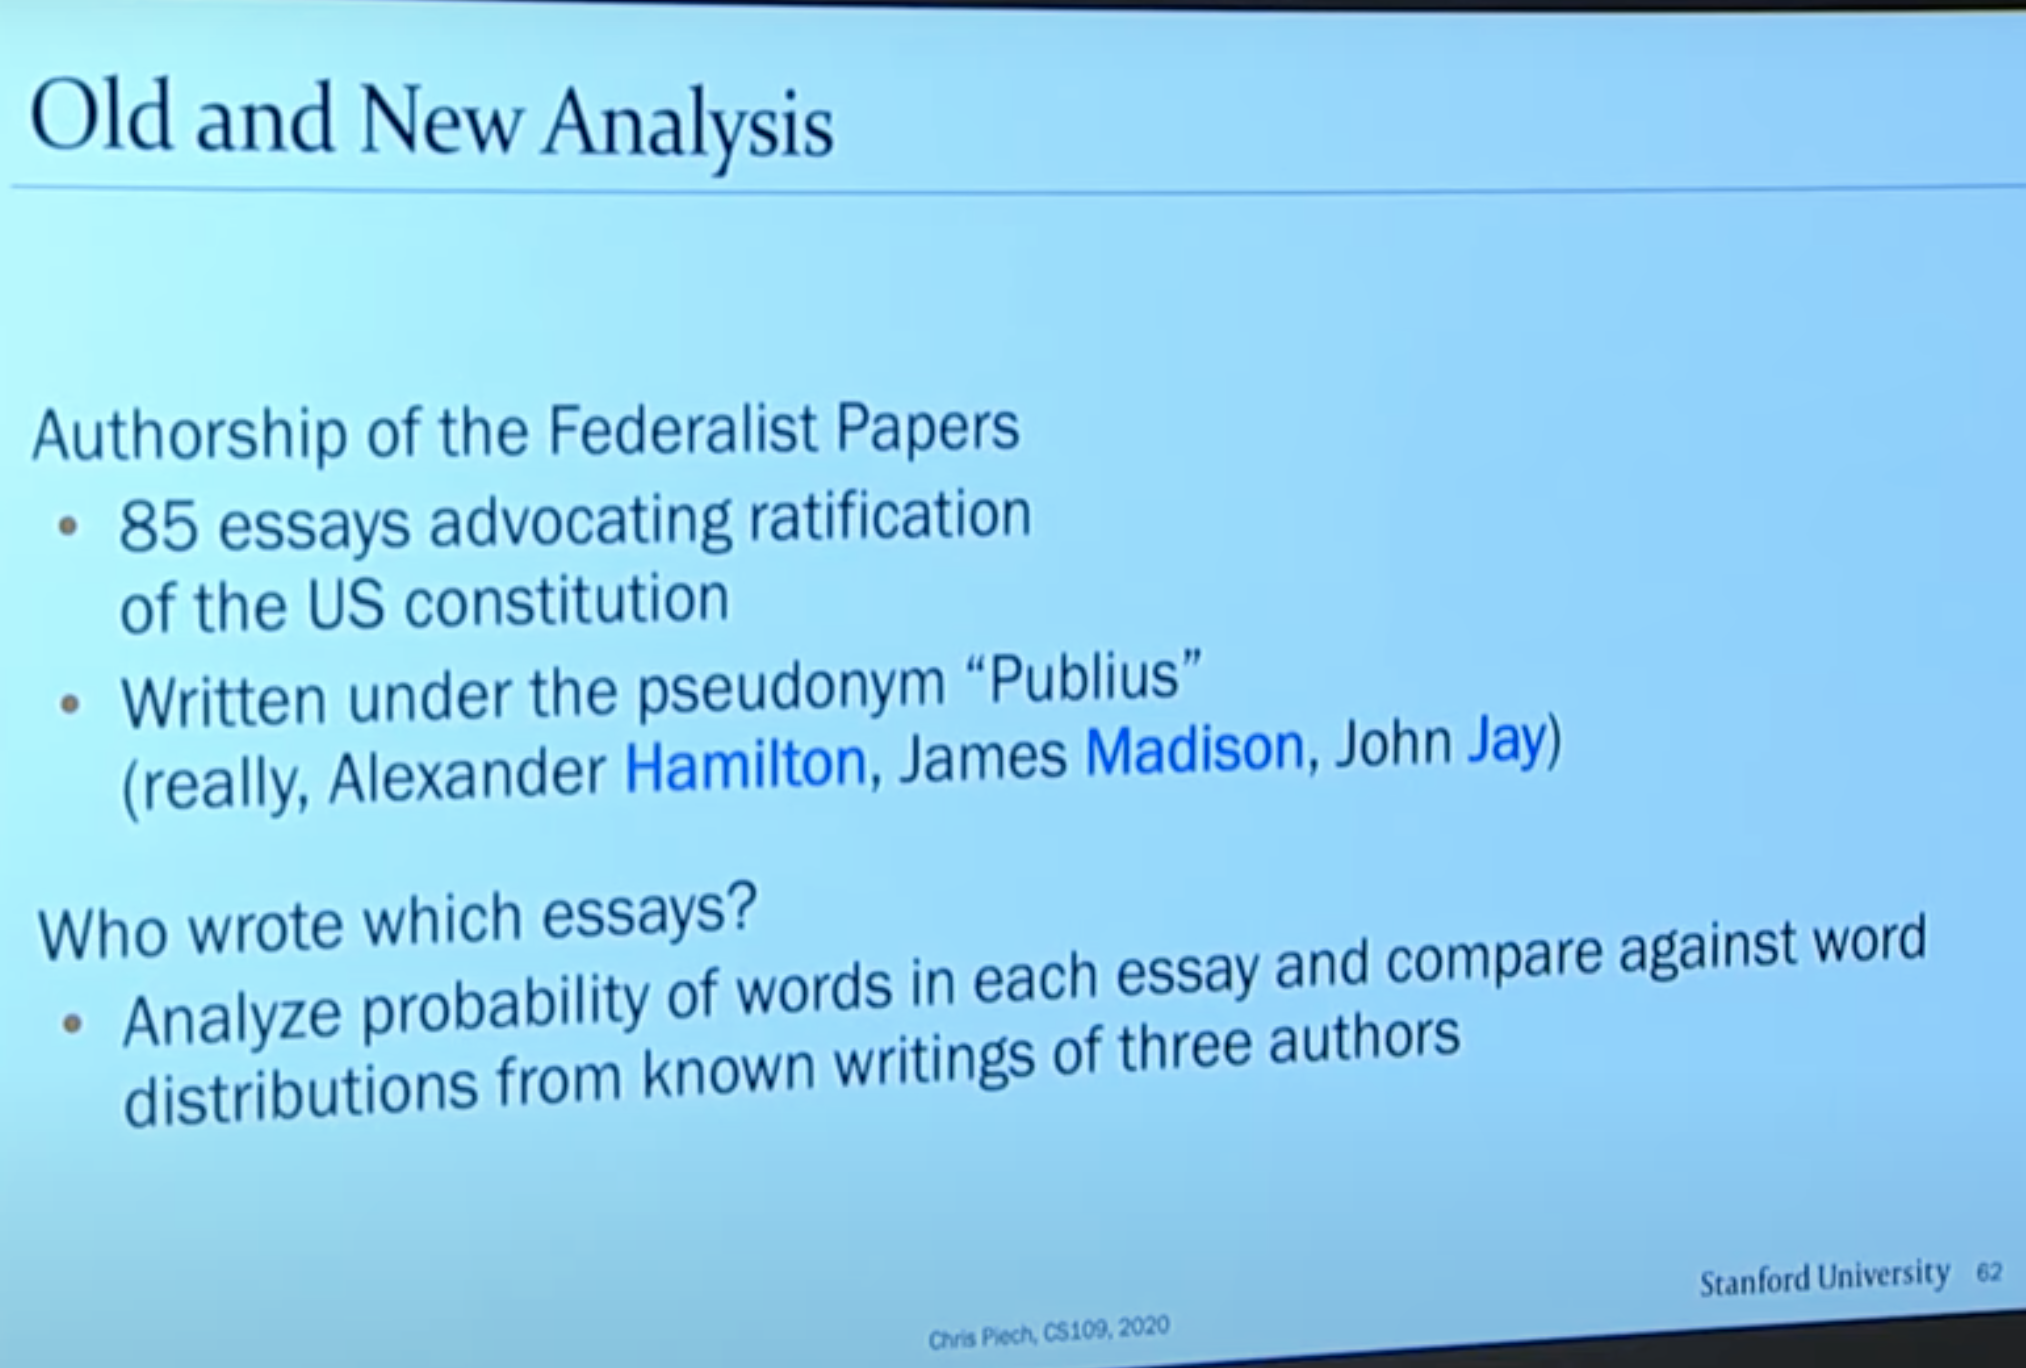 Old and New Analysis
Authorship of the Federalist Papers
• 85 essays advocating ratification
of the US constitution
• Written under the pseudonym “Publius”
(really, Alexander Hamilton, James Madison, John Jay)
Who wrote which essays?
• Analyze probability of words in each essay and compare against word
distributions from known writings of three authors
Stanford University 62
Chris Piech, CS109, 2020